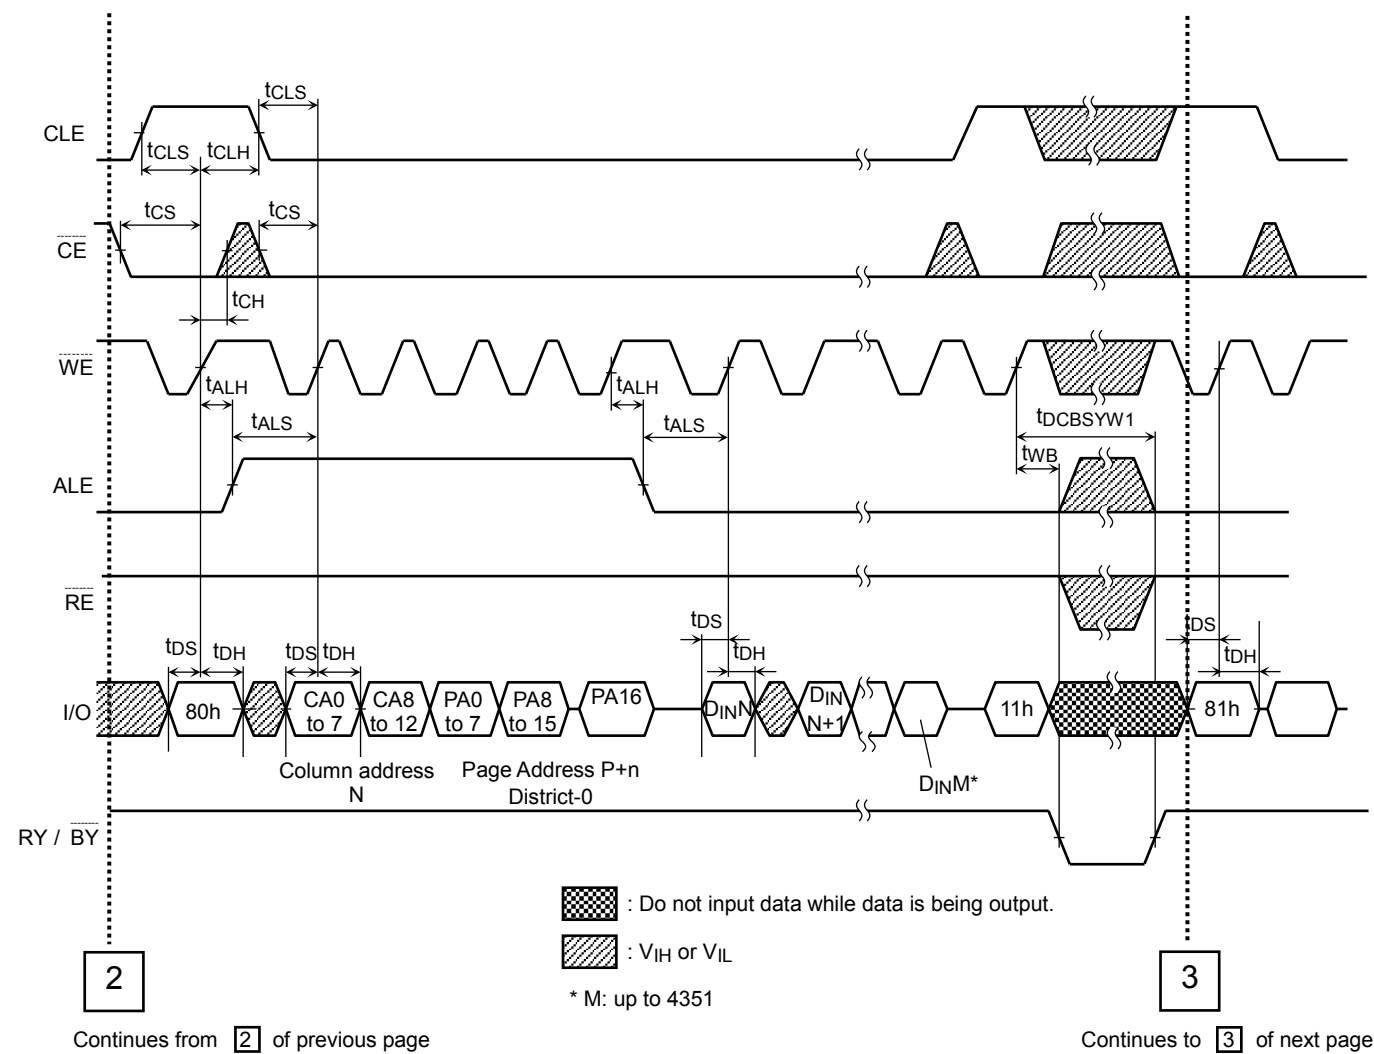 tCLS
CLE
tCLS tCLH
tCS tCS
CE
tCH
WE
tALH tALH
tALS tALS
tDCBSYW1
tWB
ALE
RE
tDS tDS
tDS tDH tDS tDH tDH tDH
I/O
80h
CA0 to 7
CA8 to 12
PA0 to 7
PA8 to 15
PA16
DINN
DIN N+1
11h
81h
Column address N
Page Address P+n District-0
DINM*
RY / BY
: Do not input data while data is being output.
: VIH or VIL
* M: up to 4351
2
3
Continues from 2 of previous page
Continues to 3 of next page